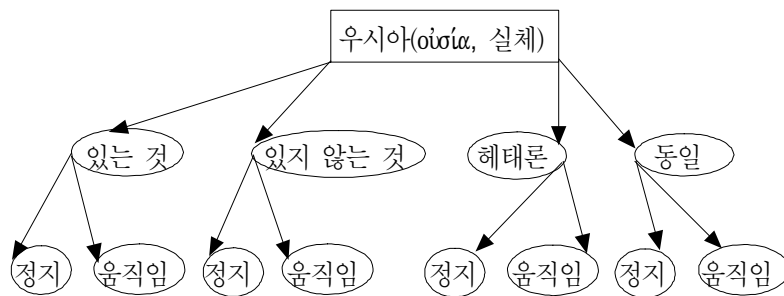 우시아(οὐσία, 실체)
있는 것 있지 않는 것 헤태론 동일
정지 움직임 정지 움직임 정지 움직임 정지 움직임